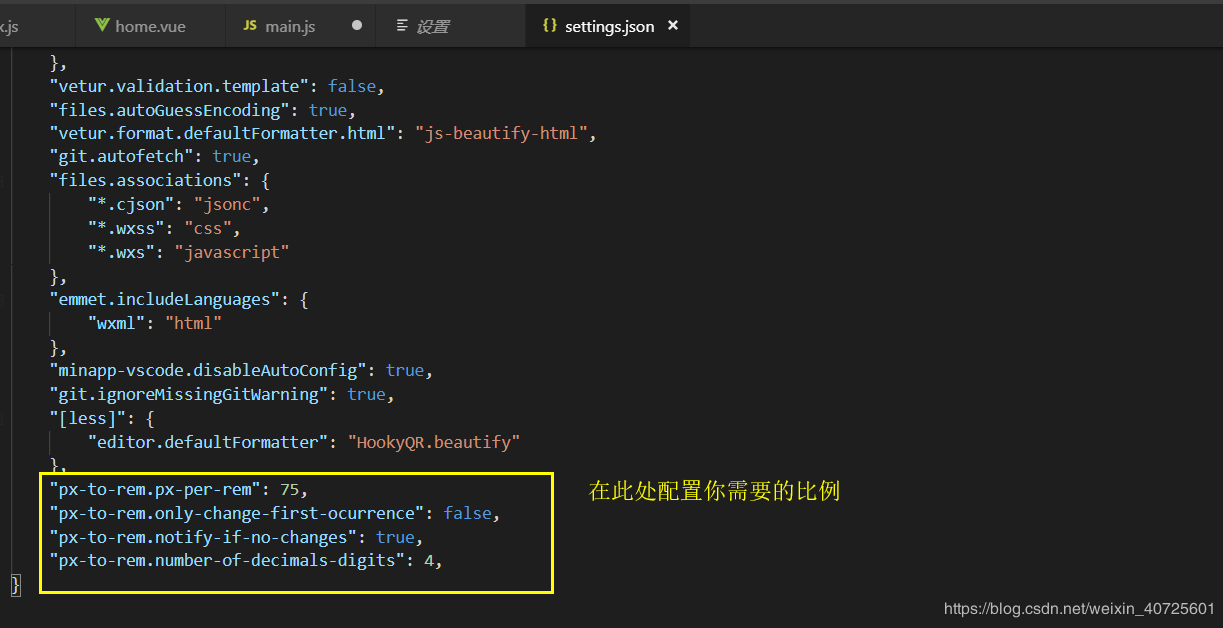 x.js home.vue JS main.js 设置 {} settings.json ×
},
"vetur.validation.template": false,
"files.autoGuessEncoding": true,
"vetur.format.defaultFormatter.html": "js-beautify-html",
"git.autofetch": true,
"files.associations": {
"*.cjson": "jsonc",
"*.wxss": "css",
"*.wxs": "javascript"
},
"emmet.includeLanguages": {
"wxml": "html"
},
"minapp-vscode.disableAutoConfig": true,
"git.ignoreMissingGitWarning": true,
"[less]": {
"editor.defaultFormatter": "HookyQR.beautify"
},
"px-to-rem.px-per-rem": 75,
在此处配置你需要的比例
"px-to-rem.only-change-first-ocurrence": false,
"px-to-rem.notify-if-no-changes": true,
"px-to-rem.number-of-decimals-digits": 4,
}
https://blog.csdn.net/weixin_40725601